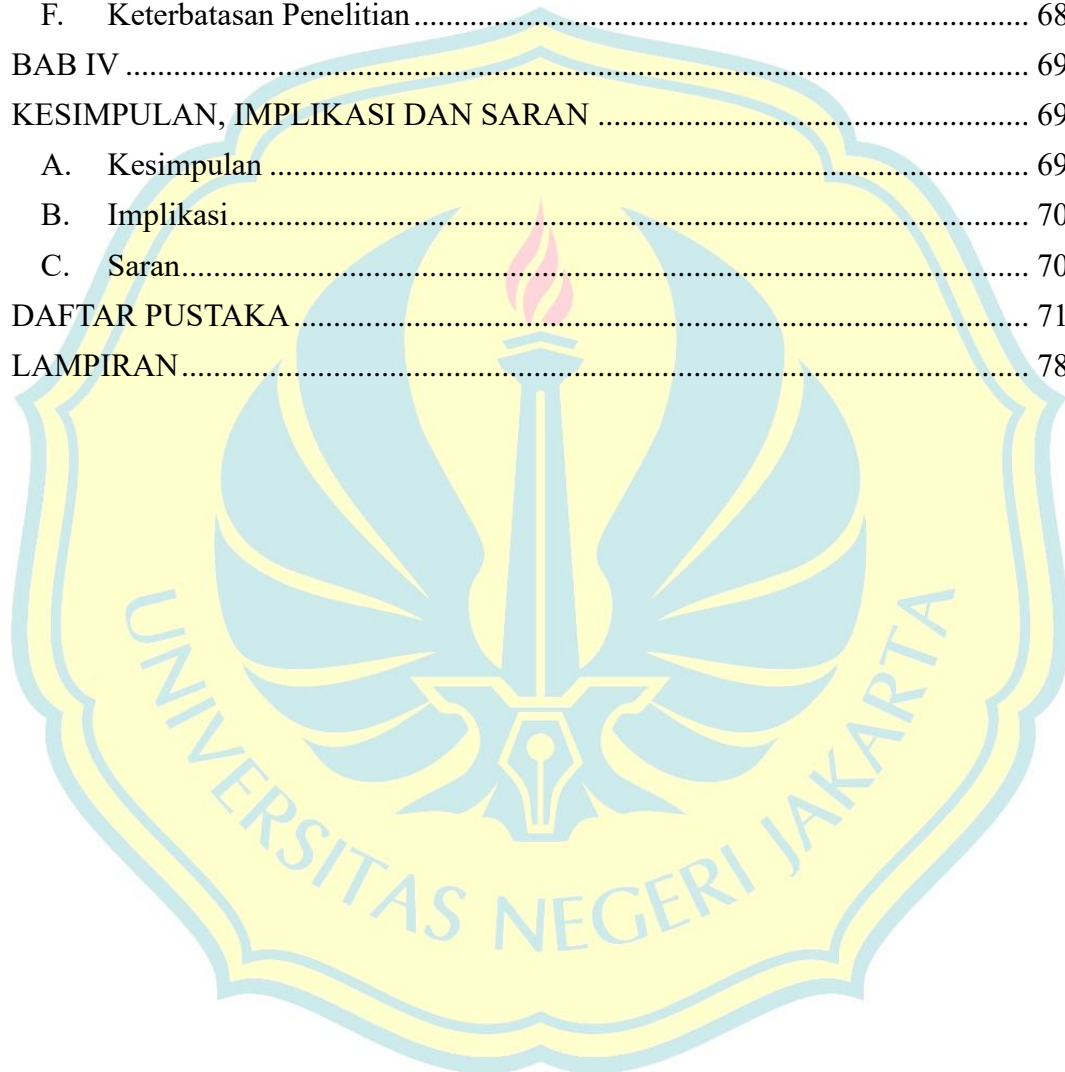 F. Keterbatasan Penelitian ........................................................................... 68
BAB IV ................................................................................................................ 69
KESIMPULAN, IMPLIKASI DAN SARAN ..................................................... 69
A. Kesimpulan ............................................................................................. 69
B. Implikasi.................................................................................................. 70
C. Saran........................................................................................................ 70
DAFTAR PUSTAKA ......................................................................................... 71
LAMPIRAN........................................................................................................ 78
UNIVERSITAS NEGERI JAKARTA